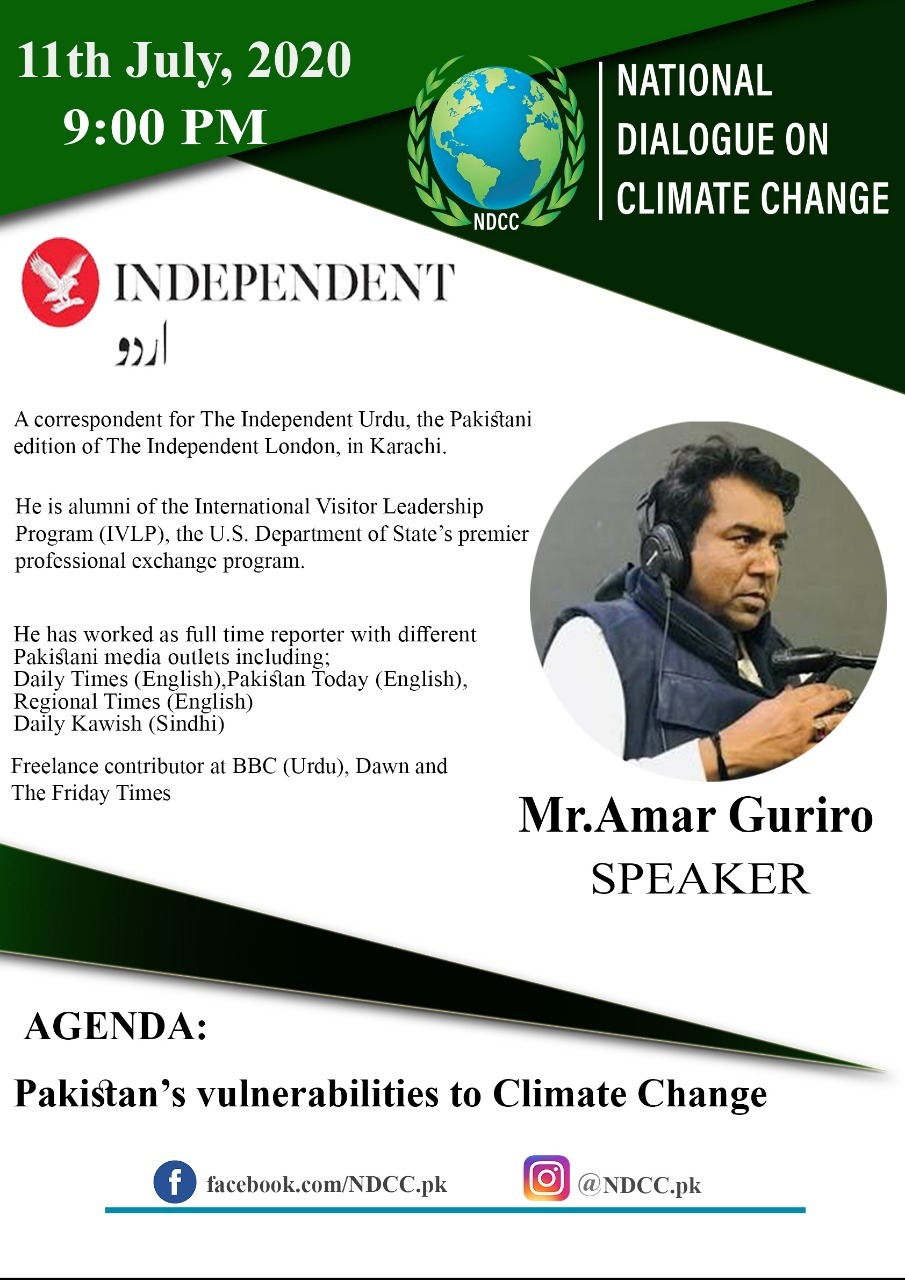 11th July, 2020
9:00 PM
NDCC
NATIONAL
DIALOGUE ON
CLIMATE CHANGE
INDEPENDENT
اردو
A correspondent for The Independent Urdu, the Pakistani
edition of The Independent London, in Karachi.
He is alumni of the International Visitor Leadership
Program (IVLP), the U.S. Department of State's premier
professional exchange program.
He has worked as full time reporter with different
Pakistani media outlets including;
Daily Times (English),Pakistan Today (English),
Regional Times (English)
Daily Kawish (Sindhi)
Freelance contributor at BBC (Urdu), Dawn and
The Friday Times
Mr.Amar Guriro
SPEAKER
AGENDA:
Pakistan's vulnerabilities to Climate Change
facebook.com/NDCC.pk
@NDCC.pk